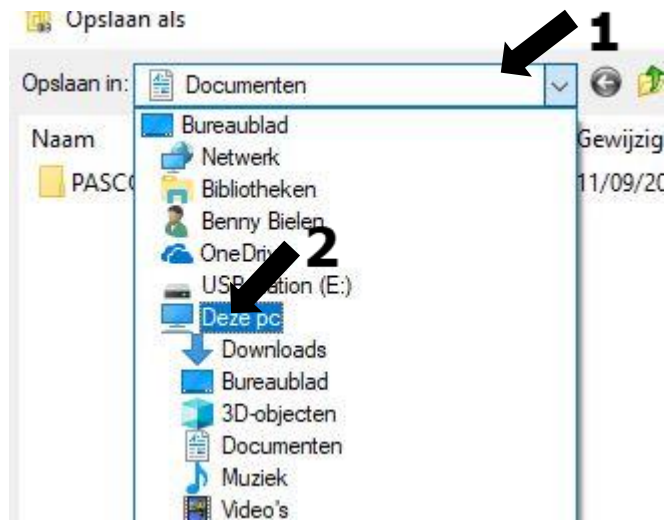 Opslaan als
1
Opslaan in: Documenten
Naam
Gewijzig
PASC
11/09/20
Bureaublad
Netwerk
Bibliotheken
Benny Bielen
OneDriv
2
(E:)
Deze pc
Downloads
Bureaublad
3D-objecten
Documenten
Muziek
Video's